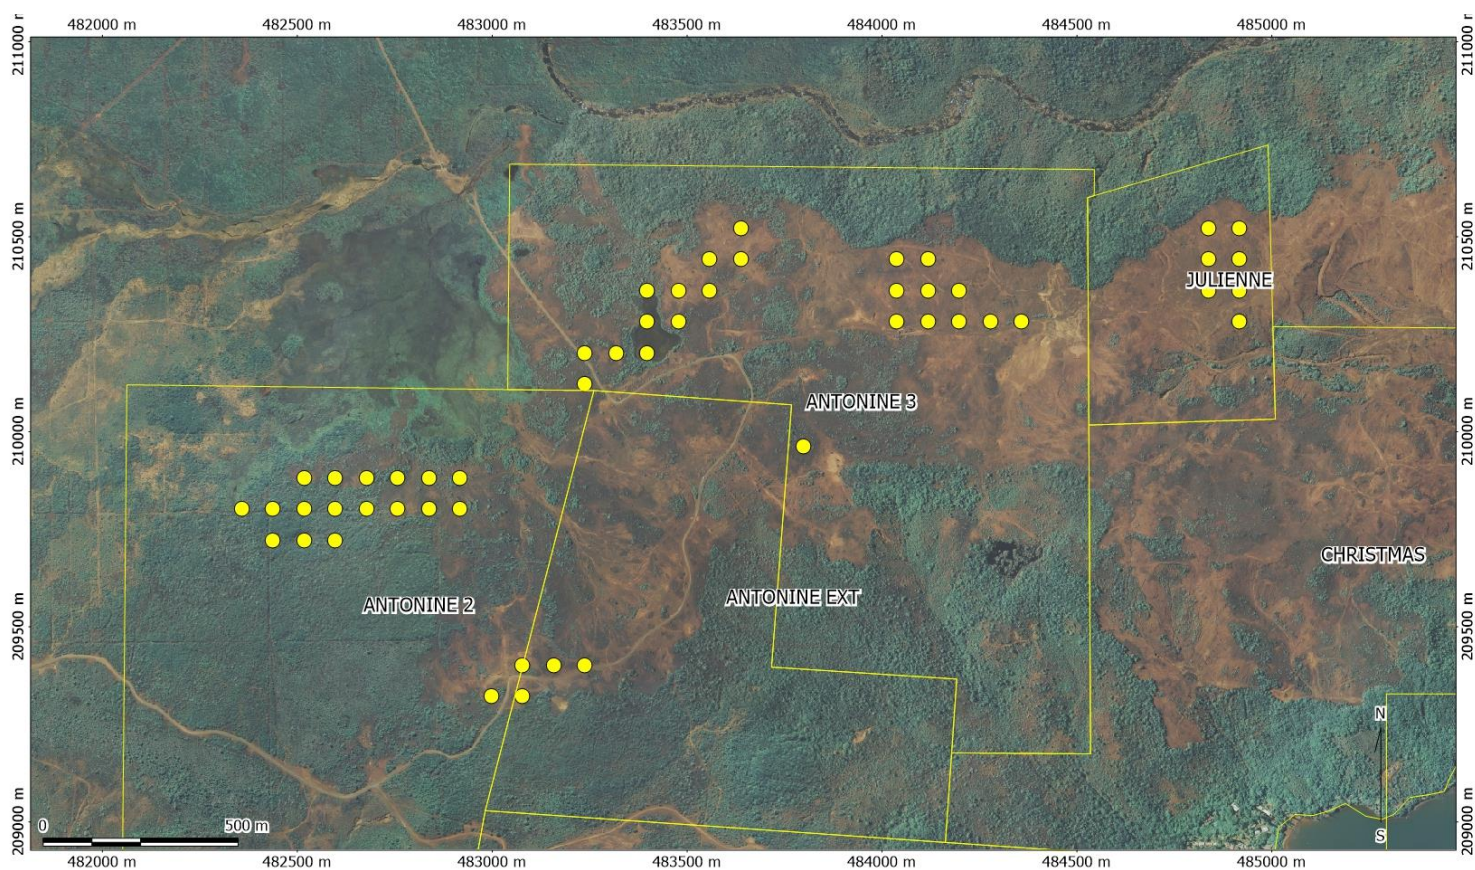 482000 m 482500 m 483000 m 483500 m 484000 m 484500 m 485000 m
211000 r 211000 r
210500 m 210500 m
JULIENNE
ANTONINE 3
210000 m 210000 m
CHRISTMAS
ANTONINE EXT
ANTONINE 2
209500 m 209500 m
N
0 500 m
S
209000 m 209000 m
482000 m 482500 m 483000 m 483500 m 484000 m 484500 m 485000 m